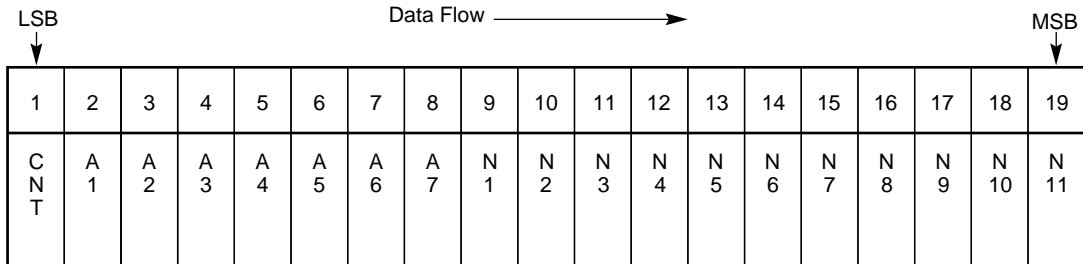 LSB Data Flow MSB
1 2 3 4 5 6 7 8 9 10 11 12 13 14 15 16 17 18 19
C A A A A A A A N N N N N N N N N N N
N 1 2 3 4 5 6 7 1 2 3 4 5 6 7 8 9 10 11
T